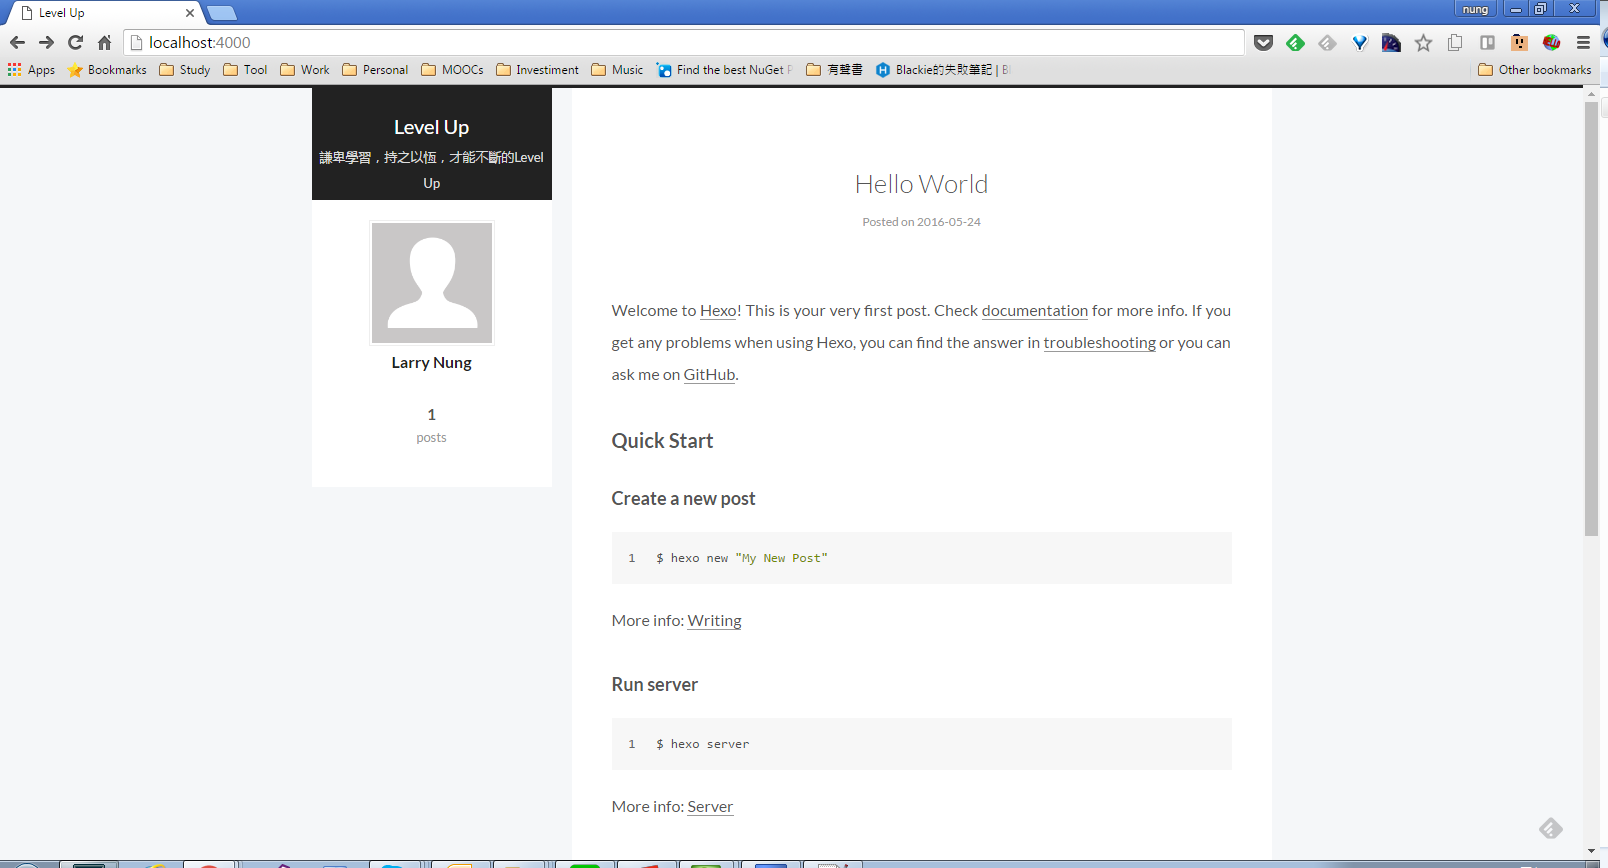 Level Up
nung
localhost:4000
Apps Bookmarks Study Tool Work Personal MOOCs Investiment Music Find the best NuGet P 有聲書 Blackie的失敗筆記 | Bl Other bookmarks
Level Up
謙卑學習，持之以恆，才能不斷的Level
Up
Larry Nung
1
posts
Hello World
Posted on 2016-05-24
Welcome to Hexo! This is your very first post. Check documentation for more info. If you
get any problems when using Hexo, you can find the answer in troubleshooting or you can
ask me on GitHub.
Quick Start
Create a new post
1 $ hexo new "My New Post"
More info: Writing
Run server
1 $ hexo server
More info: Server